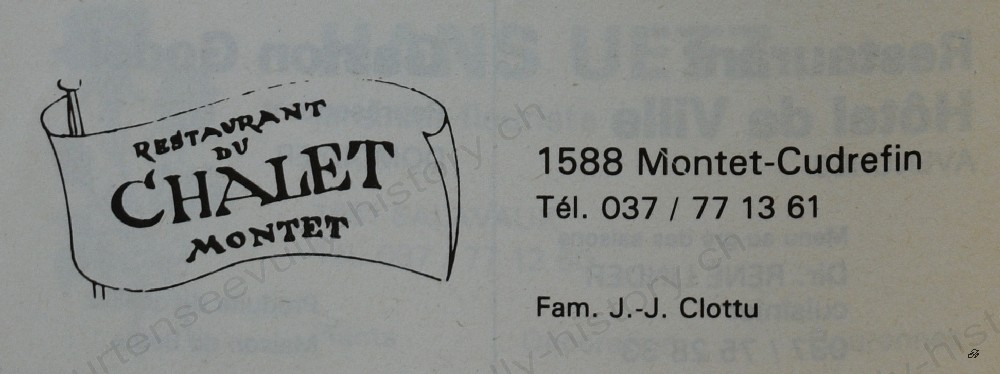 RESTAURANT
DU
CHALET
MONTET
1588 Montet-Cudrefin
Tél. 037 / 77 13 61
Fam. J.-J. Clottu